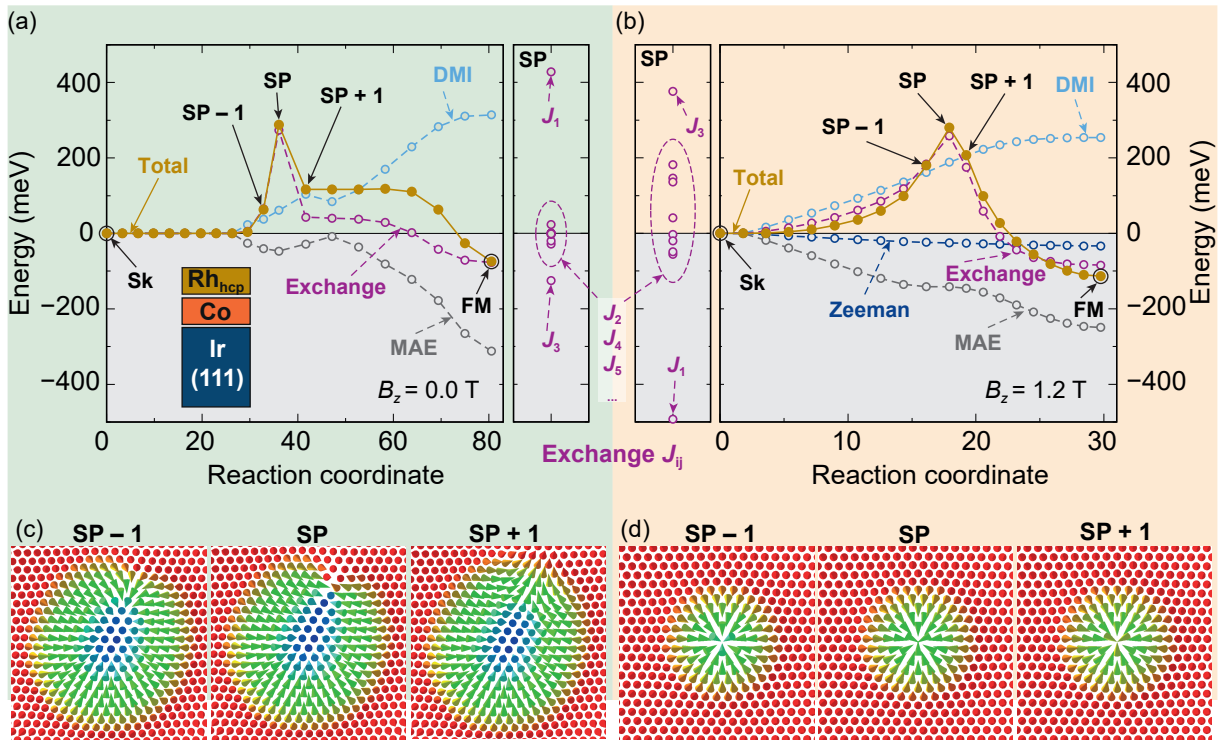 (a)
400
200
0
−200
−400
Energy (meV)
SP − 1
SP
SP + 1
DMI
Total
Sk
Exchange
MAE
FM
Rhhcp
Co
Ir
(111)
Bz = 0.0 T
0
20
40
60
80
Reaction coordinate
SP
J1
J3
J2
J4
J5
...
Exchange Jij
(b)
SP
J3
J1
SP − 1
SP
SP + 1
DMI
Total
Sk
Zeeman
Exchange
MAE
FM
Bz = 1.2 T
0
10
20
30
Reaction coordinate
400
200
0
−200
−400
Energy (meV)
(c)
SP − 1
SP
SP + 1
(d)
SP − 1
SP
SP + 1